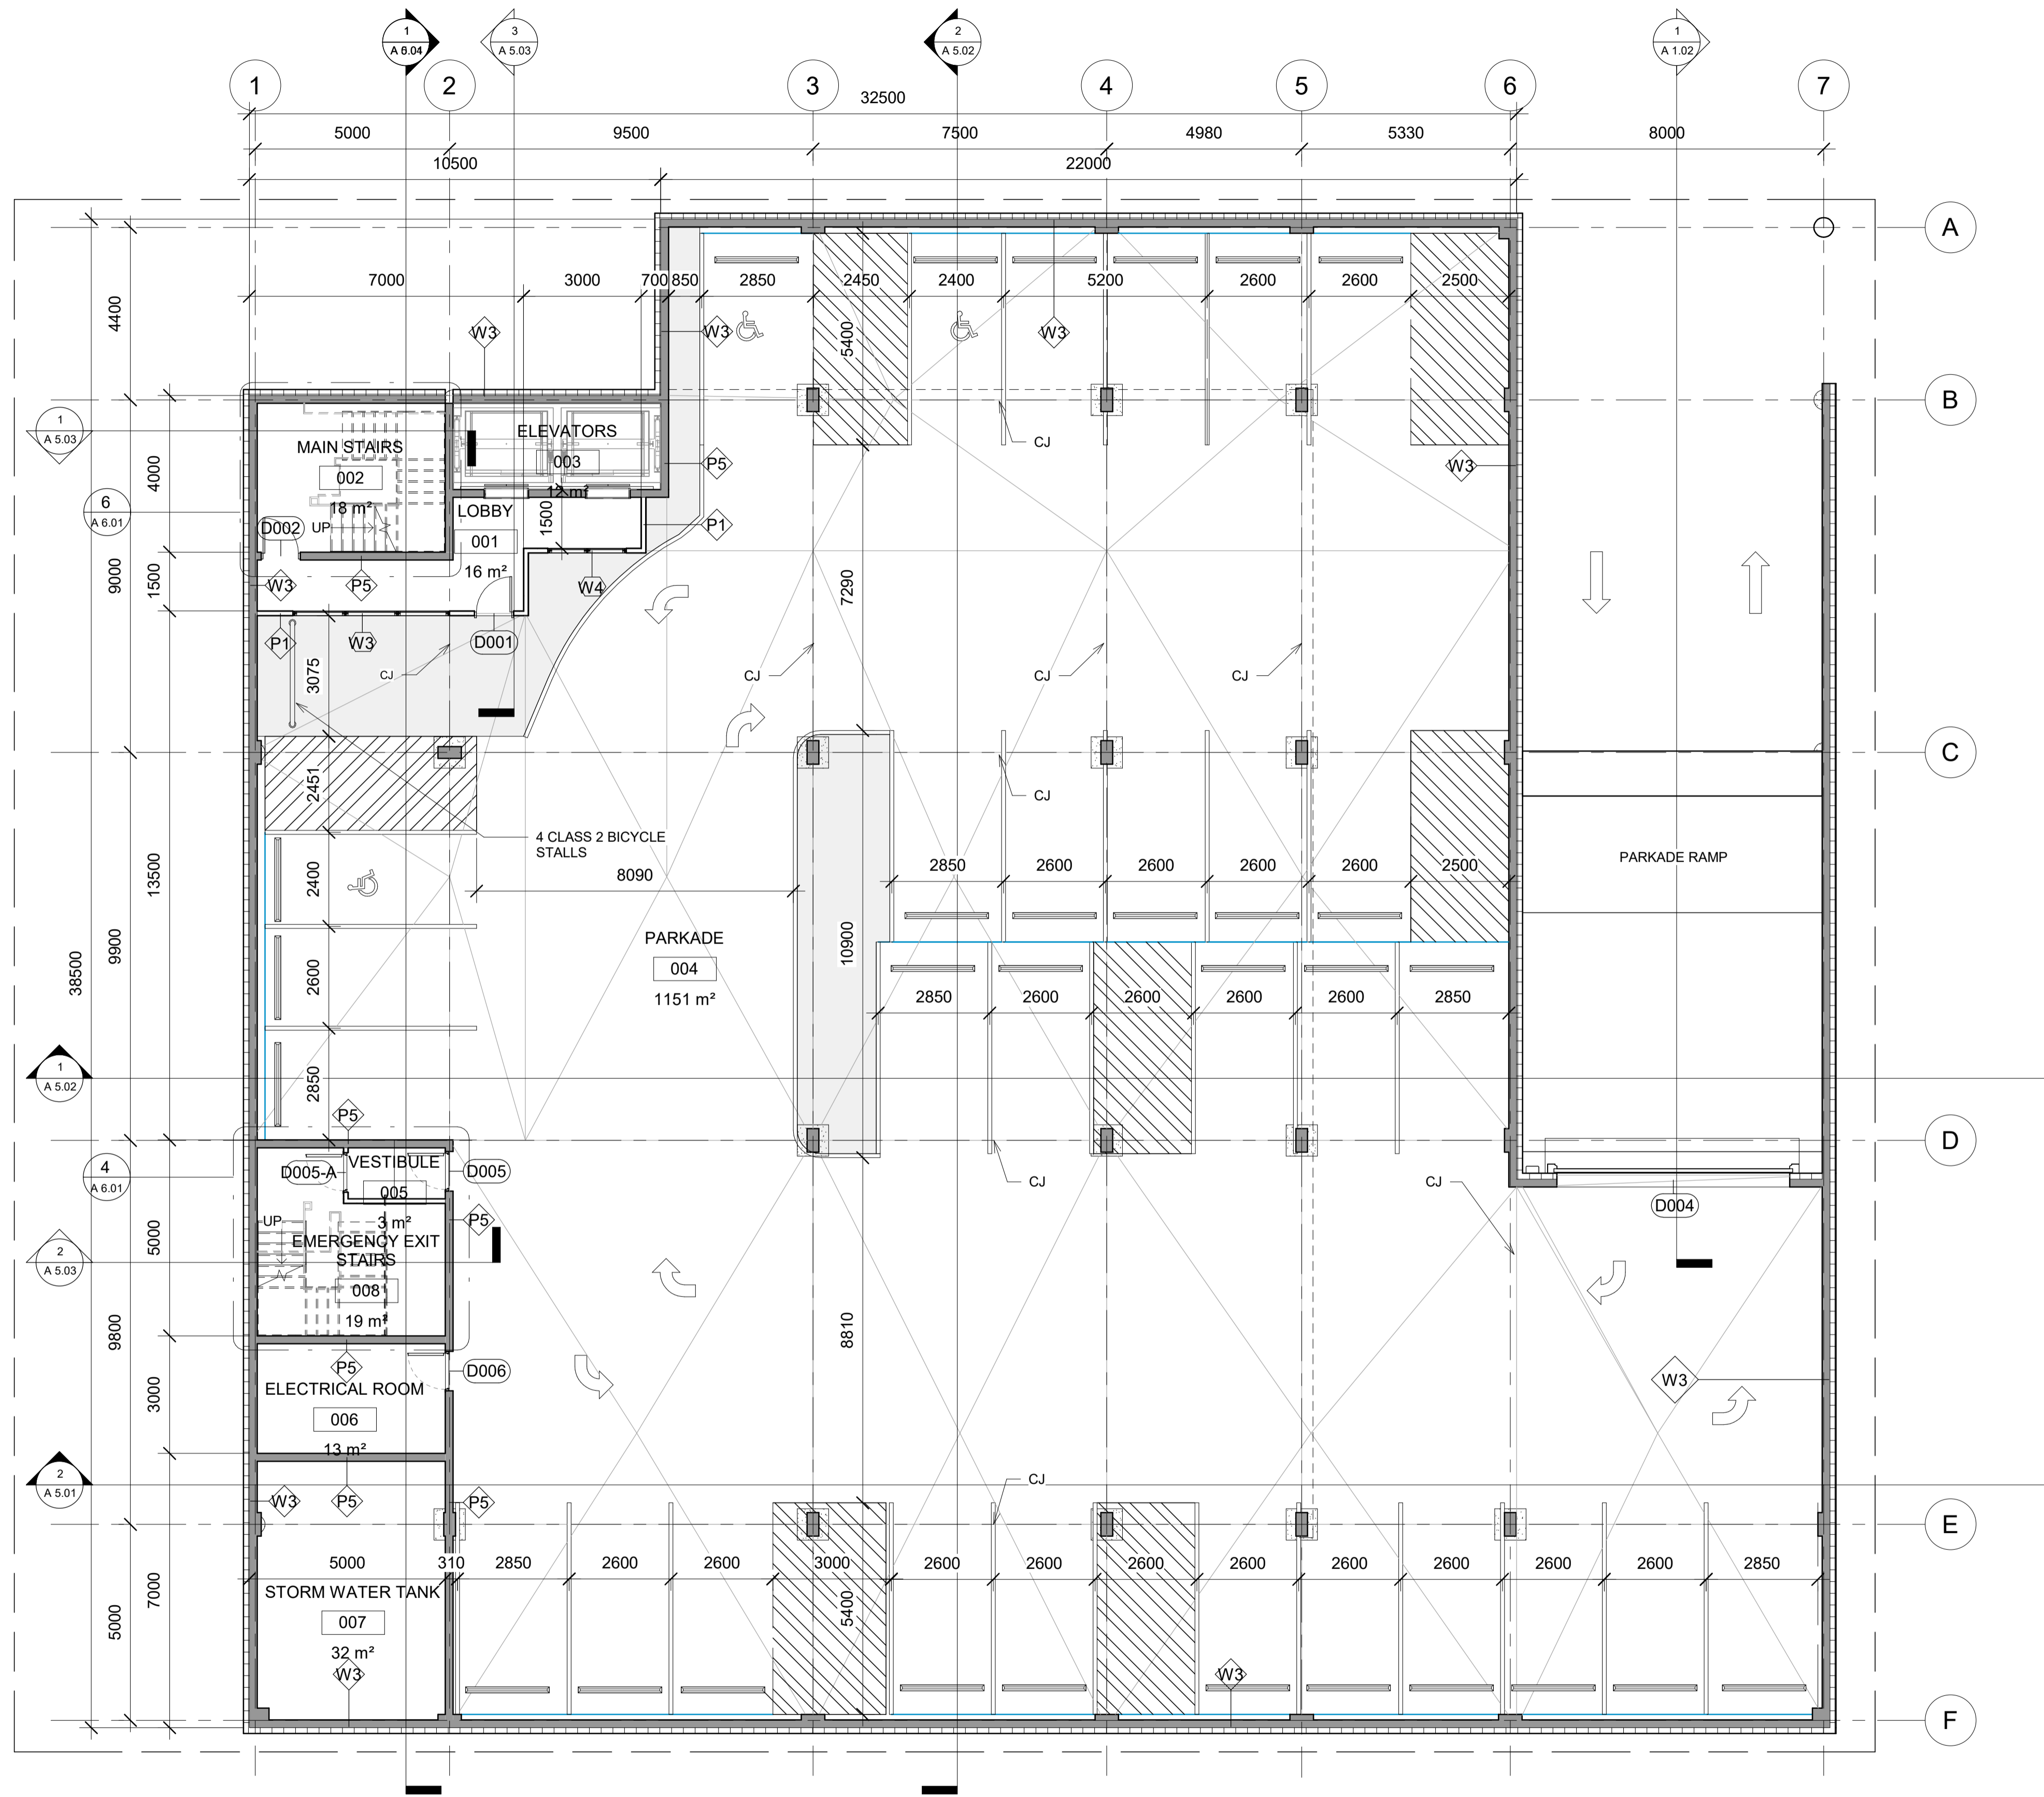 1
A 6.04
3
A 5.03
2
A 5.02
1
A 1.02
1
2
3
4
5
6
7
32500
5000
9500
7500
4980
5330
8000
10500
22000
A
B
C
D
E
F
38500
4400
9000
9900
9800
5000
4000
1500
13500
5000
3000
7000
1
A 5.03
6
A 6.01
1
A 5.02
4
A 6.01
2
A 5.03
2
A 5.01
7000
3000
700
850
2850
2450
2400
5200
2600
2600
2500
5400
W3
W3
W3
CJ
W3
MAIN STAIRS
002
18 m²
UP
D002
ELEVATORS
003
12 m²
P5
LOBBY
001
16 m²
1500
P1
W3
P5
W4
P1
W3
D001
3075
CJ
CJ
CJ
CJ
7290
CJ
2451
4 CLASS 2 BICYCLE
STALLS
2400
2600
2850
8090
10900
PARKADE
004
1151 m²
2850
2600
2600
2600
2600
2500
2850
2600
2600
2600
2600
2850
PARKADE RAMP
P5
VESTIBULE
005
3 m²
D005-A
D005
P5
UP
EMERGENCY EXIT
STAIRS
008
19 m²
CJ
CJ
D004
P5
D006
ELECTRICAL ROOM
006
13 m²
8810
W3
W3
P5
P5
CJ
5000
310
2850
2600
2600
3000
2600
2600
2600
2600
2600
2600
2600
2600
2850
5400
STORM WATER TANK
007
32 m²
W3
W3